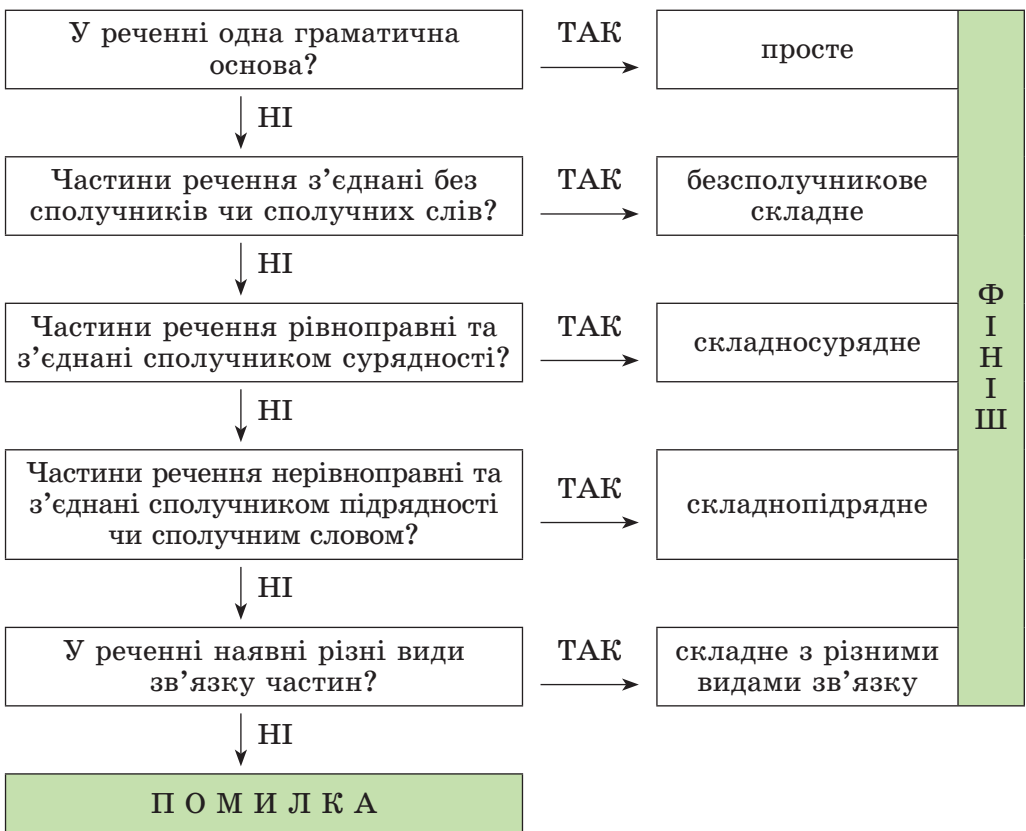 У реченні одна граматична
основа?
ТАК
просте
НІ
Частини речення з’єднані без
сполучників чи сполучних слів?
ТАК
безсполучникове
складне
НІ
Частини речення рівноправні та
з’єднані сполучником сурядності?
ТАК
складносурядне
НІ
Частини речення нерівноправні та
з’єднані сполучником підрядності
чи сполучним словом?
ТАК
складнопідрядне
НІ
У реченні наявні різні види
зв’язку частин?
ТАК
складне з різними
видами зв’язку
НІ
ПОМИЛКА
Ф
І
Н
І
Ш